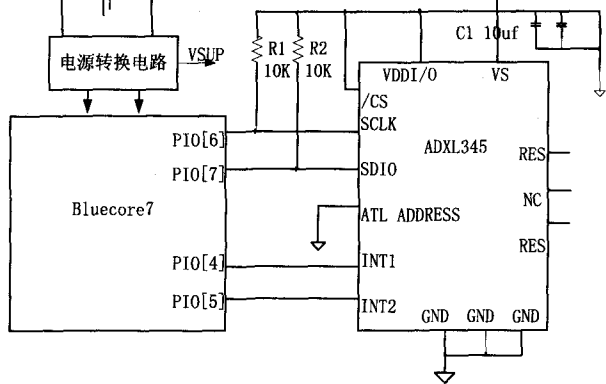 C1 10uf
电源转换电路
VSUP
R1
10K
R2
10K
VDDI/O
VS
/CS
SCLK
ADXL345
PIO[6]
PIO[7]
SDIO
RES
NC
RES
Bluecore7
ATL ADDRESS
PIO[4]
INT1
PIO[5]
INT2
GND
GND
GND